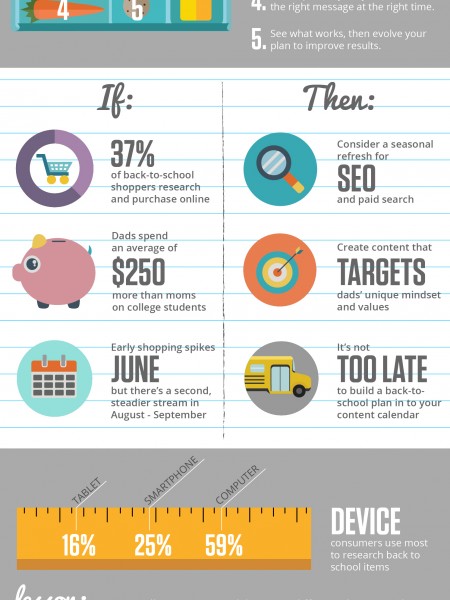 4
5
4.
the right message at the right time.
5.
See what works, then evolve your
plan to improve results.
If:
Then:
37%
of back-to-school
shoppers research
and purchase online
Consider a seasonal
refresh for
SEO
and paid search
Dads spend
an average of
$250
more than moms
on college students
Create content that
TARGETS
dads' unique mindset
and values
Early shopping spikes
JUNE
but there's a second,
steadier stream in
August - September
It's not
TOO LATE
to build a back-to-
school plan in to your
content calendar
TABLET
SMARTPHONE
COMPUTER
16%
25%
59%
DEVICE
consumers use most
to research back to
school items